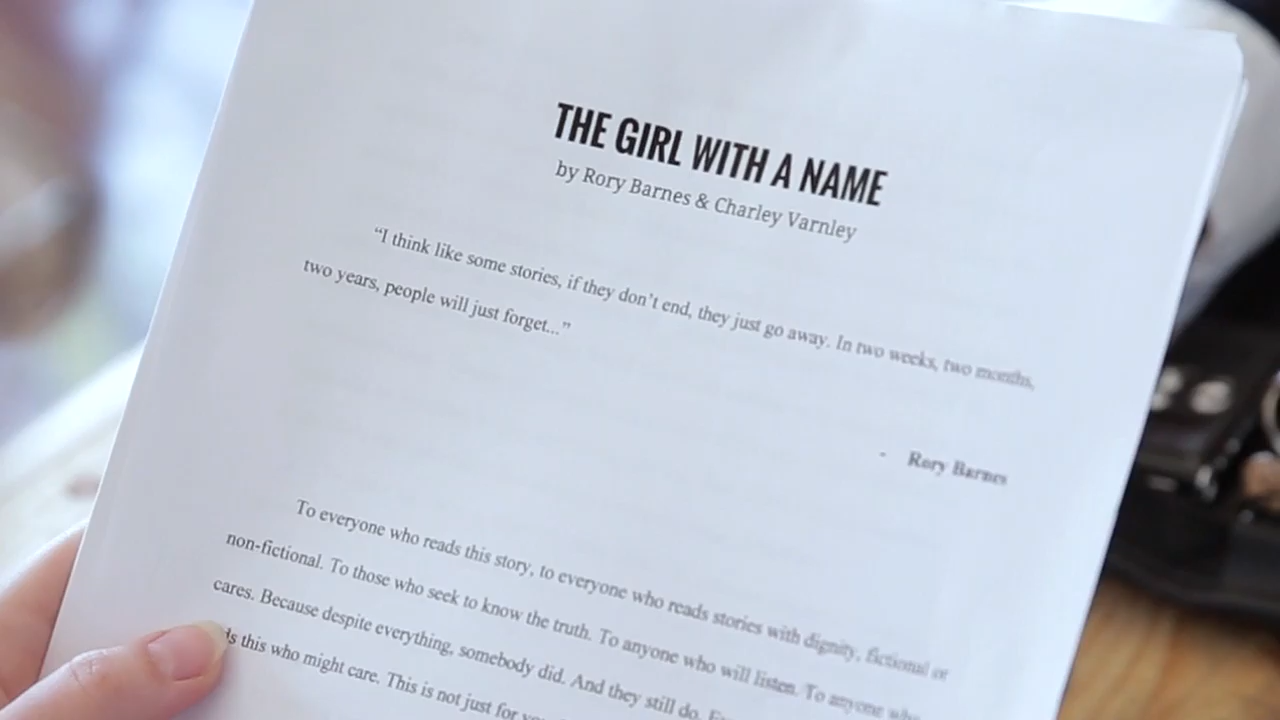 THE GIRL WITH A NAME
by Rory Barnes & Charley Varnley
“I think like some stories, if they don’t end, they just go away. In two weeks, two months,
two years, people will just forget...”
- Rory Barnes
To everyone who reads this story, to everyone who reads stories with dignity, fictional or
non-fictional. To those who seek to know the truth. To anyone who will listen. To anyone who
cares. Because despite everything, somebody did. And they still do.
this who might care. This is not just for